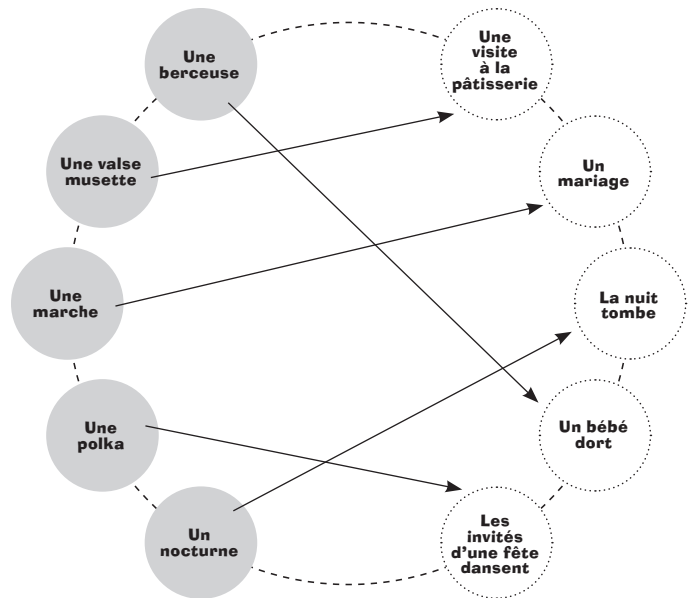 Une
berceuse
Une valse
musette
Une
marche
Une
polka
Un
nocturne
Une
visite
à la
pâtisserie
Un
mariage
La nuit
tombe
Un bébé
dort
Les
invités
d'une fête
dansent